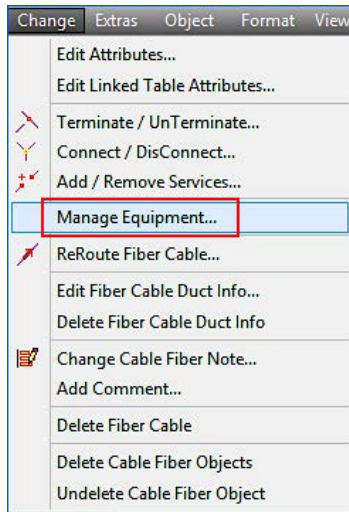 Change Extras Object Format View
Edit Attributes...
Edit Linked Table Attributes...
Terminate / UnTerminate...
Connect / DisConnect...
Add / Remove Services...
Manage Equipment...
ReRoute Fiber Cable...
Edit Fiber Cable Duct Info...
Delete Fiber Cable Duct Info
Change Cable Fiber Note...
Add Comment...
Delete Fiber Cable
Delete Cable Fiber Objects
Undelete Cable Fiber Object